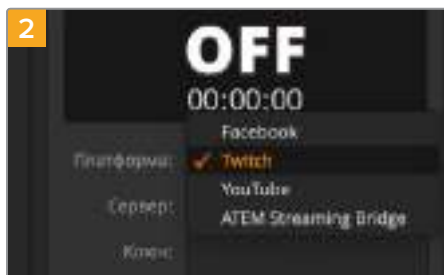 2
OFF
00:00:00
Facebook
Платформа: ✓ Twitch
YouTube
Сервер:
ATEM Streaming Bridge
Ключ: